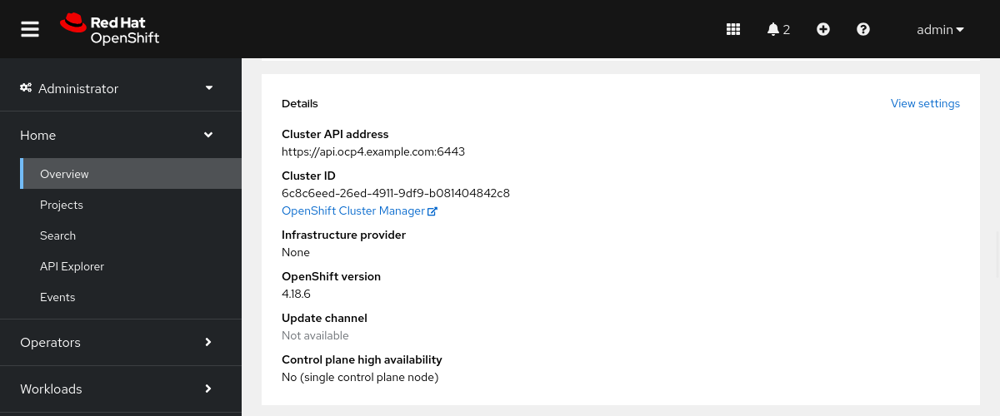 Red Hat
OpenShift
2
admin
Administrator
Home
Overview
Projects
Search
API Explorer
Events
Operators
Workloads
Details
View settings
Cluster API address
https://api.ocp4.example.com:6443
Cluster ID
6c8c6eed-26ed-4911-9df9-b081404842c8
OpenShift Cluster Manager
Infrastructure provider
None
OpenShift version
4.18.6
Update channel
Not available
Control plane high availability
No (single control plane node)